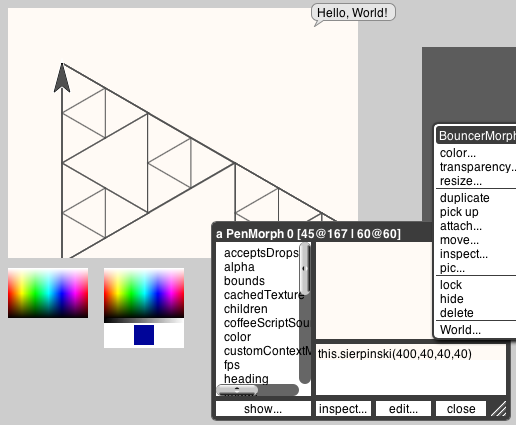 Hello, World!
BouncerMorph
color...
transparency...
resize...
duplicate
pick up
attach...
move...
inspect...
pic...
lock
hide
delete
World...
a PenMorph 0 [45@167 | 60@60]
acceptsDrops
alpha
bounds
cachedTexture
children
coffeeScriptSou
color
customContextM
fps
heading
this.sierpinski(400,40,40,40)
show...
inspect...
edit...
close